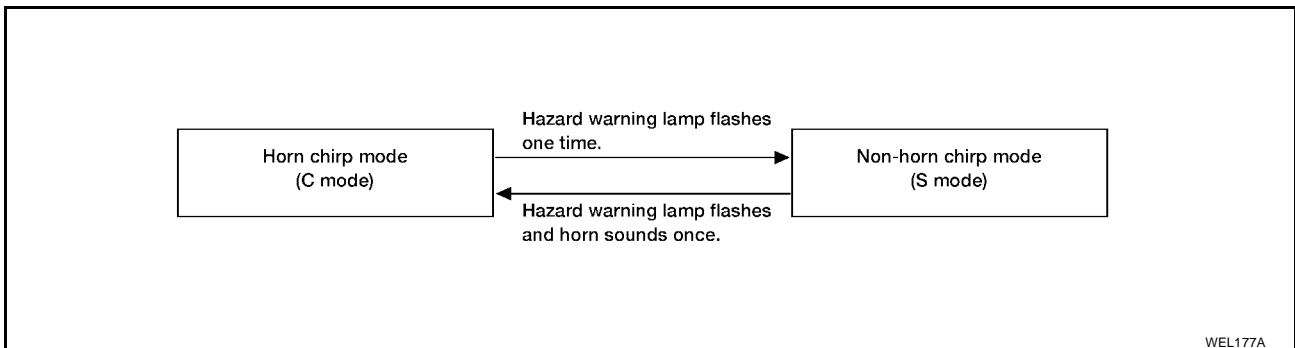 Hazard warning lamp flashes
one time.
Horn chirp mode
(C mode)
Non-horn chirp mode
(S mode)
Hazard warning lamp flashes
and horn sounds once.
WEL177A